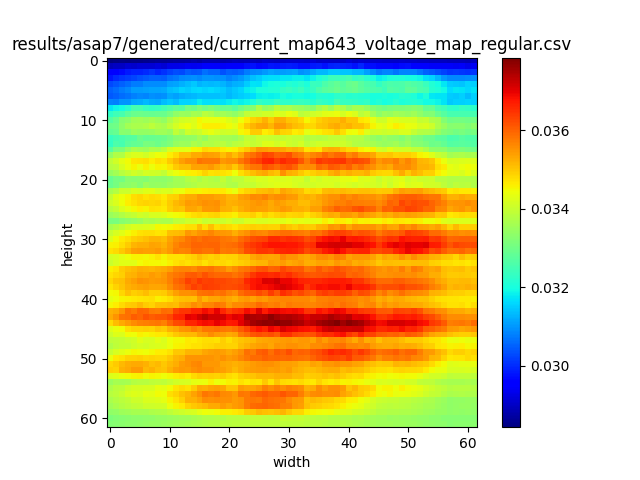 results/asap7/generated/current_map643_voltage_map_regular.csv
0
10
20
30
40
50
60
height
0 10 20 30 40 50 60
width
0.036
0.034
0.032
0.030